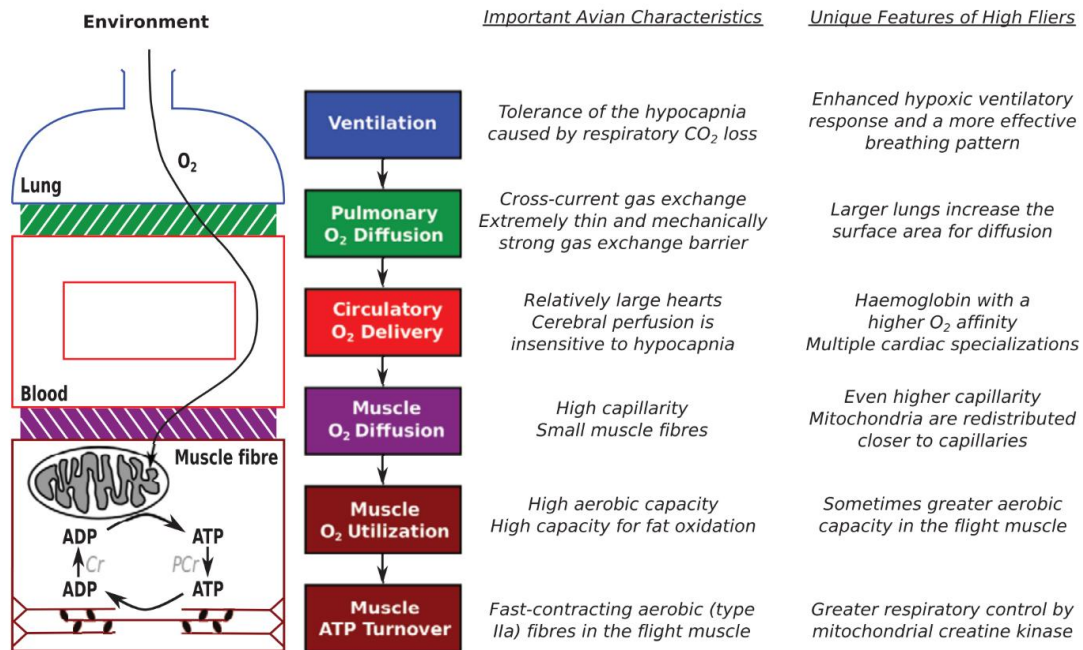 Environment
O₂
Lung
Blood
Muscle fibre
ADP
ATP
Cr
PCr
ADP
ATP
Important Avian Characteristics
Unique Features of High Fliers
Ventilation
Tolerance of the hypocapnia
caused by respiratory CO₂ loss
Enhanced hypoxic ventilatory
response and a more effective
breathing pattern
Pulmonary
O₂ Diffusion
Cross-current gas exchange
Extremely thin and mechanically
strong gas exchange barrier
Larger lungs increase the
surface area for diffusion
Circulatory
O₂ Delivery
Relatively large hearts
Cerebral perfusion is
insensitive to hypocapnia
Haemoglobin with a
higher O₂ affinity
Multiple cardiac specializations
Muscle
O₂ Diffusion
High capillarity
Small muscle fibres
Even higher capillarity
Mitochondria are redistributed
closer to capillaries
Muscle
O₂ Utilization
High aerobic capacity
High capacity for fat oxidation
Sometimes greater aerobic
capacity in the flight muscle
Muscle
ATP Turnover
Fast-contracting aerobic (type
IIa) fibres in the flight muscle
Greater respiratory control by
mitochondrial creatine kinase